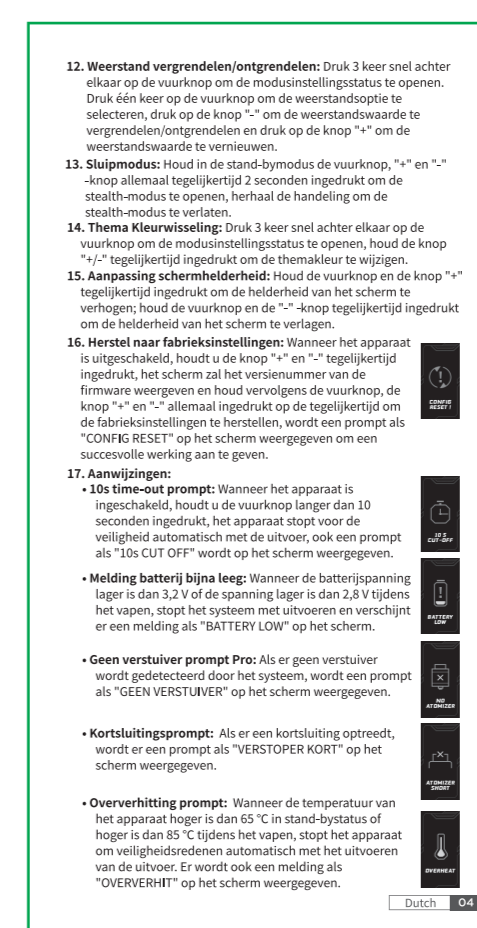 12. Weerstand vergrendelen/ontgrendelen: Druk 3 keer snel achter
elkaar op de vuurknop om de modusinstellingsstatus te openen.
Druk één keer op de vuurknop om de weerstandsoptie te
selecteren, druk op de knop "-" om de weerstandswaarde te
vergrendelen/ontgrendelen en druk op de knop "+" om de
weerstandswaarde te vernieuwen.
13. Sluipmodus: Houd in de stand-bymodus de vuurknop, "+" en "-"
-knop allemaal tegelijkertijd 2 seconden ingedrukt om de
stealth-modus te openen, herhaal de handeling om de
stealth-modus te verlaten.
14. Thema Kleurwisseling: Druk 3 keer snel achter elkaar op de
vuurknop om de modusinstellingsstatus te openen, houd de knop
"+/-" tegelijkertijd ingedrukt om de themakleur te wijzigen.
15. Aanpassing schermhelderheid: Houd de vuurknop en de knop "+"
tegelijkertijd ingedrukt om de helderheid van het scherm te
verhogen; houd de vuurknop en de "-" -knop tegelijkertijd ingedrukt
om de helderheid van het scherm te verlagen.
16. Herstel naar fabrieksinstellingen: Wanneer het apparaat
is uitgeschakeld, houdt u de knop "+" en "-" tegelijkertijd
ingedrukt, het scherm zal het versienummer van de
firmware weergeven en houd vervolgens de vuurknop, de
knop "+" en "-" allemaal ingedrukt op de tegelijkertijd om
de fabrieksinstellingen te herstellen, wordt een prompt als
"CONFIG RESET" op het scherm weergegeven om een
succesvolle werking aan te geven.
CONFIG
RESET !
17. Aanwijzingen:
• 10s time-out prompt: Wanneer het apparaat is
ingeschakeld, houdt u de vuurknop langer dan 10
seconden ingedrukt, het apparaat stopt voor de
veiligheid automatisch met de uitvoer, ook een prompt
als "10s CUT OFF" wordt op het scherm weergegeven.
10 S
CUT-OFF
• Melding batterij bijna leeg: Wanneer de batterijspanning
lager is dan 3,2 V of de spanning lager is dan 2,8 V tijdens
het vapen, stopt het systeem met uitvoeren en verschijnt
er een melding als "BATTERY LOW" op het scherm.
BATTERY
LOW
• Geen verstuiver prompt Pro: Als er geen verstuiver
wordt gedetecteerd door het systeem, wordt een prompt
als "GEEN VERSTUIVER" op het scherm weergegeven.
NO
ATOMIZER
• Kortsluitingsprompt: Als er een kortsluiting optreedt,
wordt er een prompt als "VERSTOPER KORT" op het
scherm weergegeven.
ATOMIZER
SHORT
• Oververhitting prompt: Wanneer de temperatuur van
het apparaat hoger is dan 65 °C in stand-bystatus of
hoger is dan 85 °C tijdens het vapen, stopt het apparaat
om veiligheidsredenen automatisch met het uitvoeren
van de uitvoer. Er wordt ook een melding als
"OVERVERHIT" op het scherm weergegeven.
OVERHEAT
Dutch 04